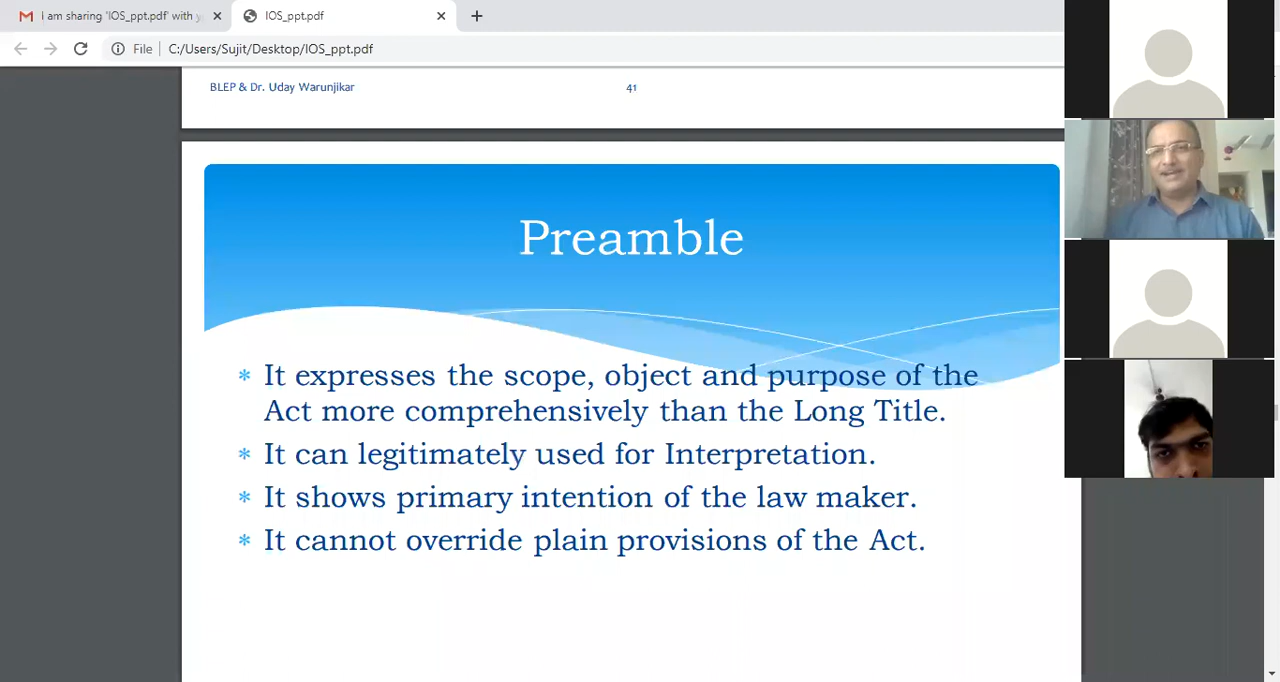 I am sharing 'IOS_ppt.pdf' with
IOS_ppt.pdf
File
C:/Users/Sujit/Desktop/IOS_ppt.pdf
BLEP & Dr. Uday Warunjikar
41
Preamble
* It expresses the scope, object and purpose of the
Act more comprehensively than the Long Title.
* It can legitimately used for Interpretation.
* It shows primary intention of the law maker.
* It cannot override plain provisions of the Act.